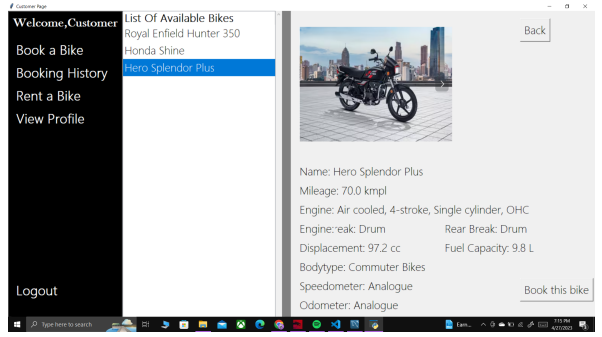 Customer Page
Welcome,Customer
Book a Bike
Booking History
Rent a Bike
View Profile
Logout
List Of Available Bikes
Royal Enfield Hunter 350
Honda Shine
Hero Splendor Plus
Back
Name: Hero Splendor Plus
Mileage: 70.0 kmpl
Engine: Air cooled, 4-stroke, Single cylinder, OHC
Engine:eak: Drum Rear Break: Drum
Displacement: 97.2 cc Fuel Capacity: 9.8 L
Bodytype: Commuter Bikes
Speedometer: Analogue
Book this bike
Odometer: Analogue
Type here to search
Earn...
7:15 PM
4/27/2023